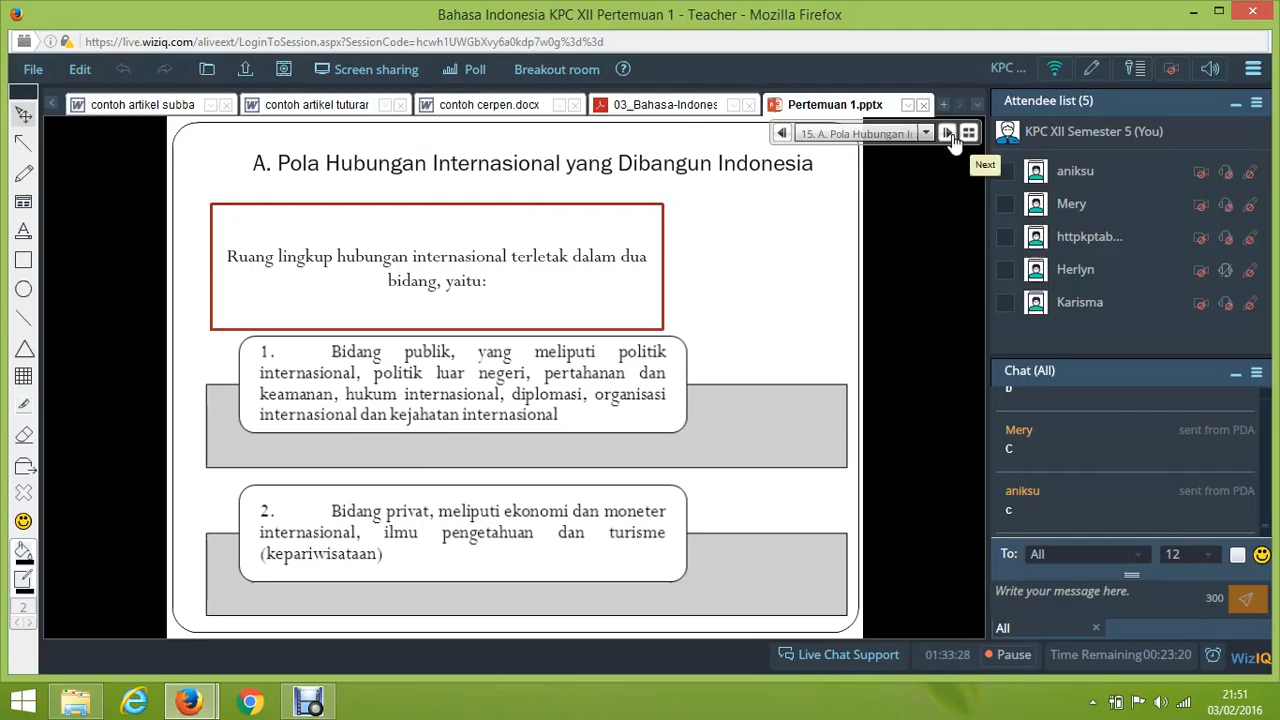 Bahasa Indonesia KPC XII Pertemuan 1 - Teacher - Mozilla Firefox
https://live.wiziq.com/aliveext/LoginToSession.aspx?SessionCode=hcwh1UWGbXvy6a0kdp7w0g%3d%3d
File Edit Screen sharing Poll Breakout room KPC ...
contoh artikel subba contoh artikel tuturar contoh cerpen.docx 03_Bahasa-Indones Pertemuan 1.pptx
15. A. Pola Hubungan I
Next
A. Pola Hubungan Internasional yang Dibangun Indonesia
Ruang lingkup hubungan internasional terletak dalam dua
bidang, yaitu:
1. Bidang publik, yang meliputi politik
internasional, politik luar negeri, pertahanan dan
keamanan, hukum internasional, diplomasi, organisasi
internasional dan kejahatan internasional
2. Bidang privat, meliputi ekonomi dan moneter
internasional, ilmu pengetahuan dan turisme
(kepariwisataan)
2
Attendee list (5)
KPC XII Semester 5 (You)
aniksu
Mery
httpkptab...
Herlyn
Karisma
Chat (All)
b
Mery sent from PDA
C
aniksu sent from PDA
c
To: All 12
Write your message here. 300
All
Live Chat Support 01:33:28 Pause Time Remaining00:23:20 WizIQ
21:51
03/02/2016